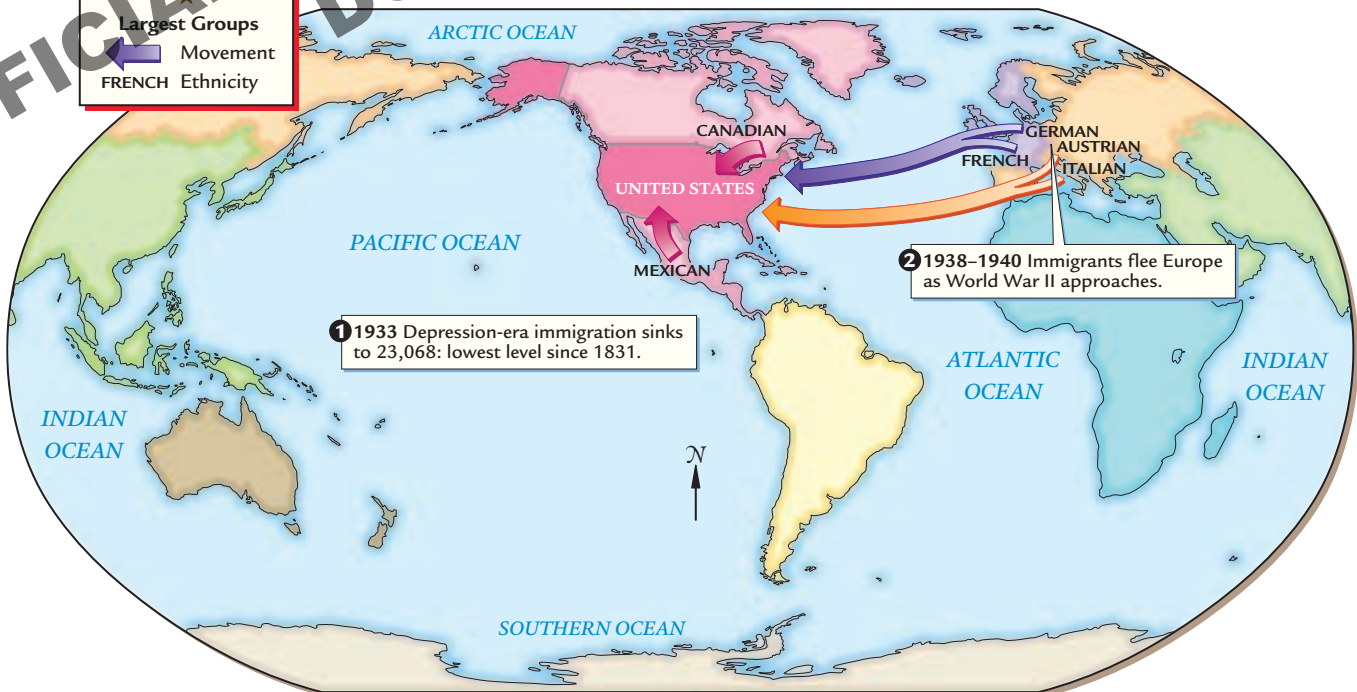 FICIA
Largest Groups
Movement
FRENCH Ethnicity
ARCTIC OCEAN
CANADIAN
GERMAN
AUSTRIAN
FRENCH
ITALIAN
UNITED STATES
PACIFIC OCEAN
MEXICAN
2 1938–1940 Immigrants flee Europe
as World War II approaches.
1 1933 Depression-era immigration sinks
to 23,068: lowest level since 1831.
ATLANTIC
OCEAN
INDIAN
OCEAN
INDIAN
OCEAN
N
SOUTHERN OCEAN